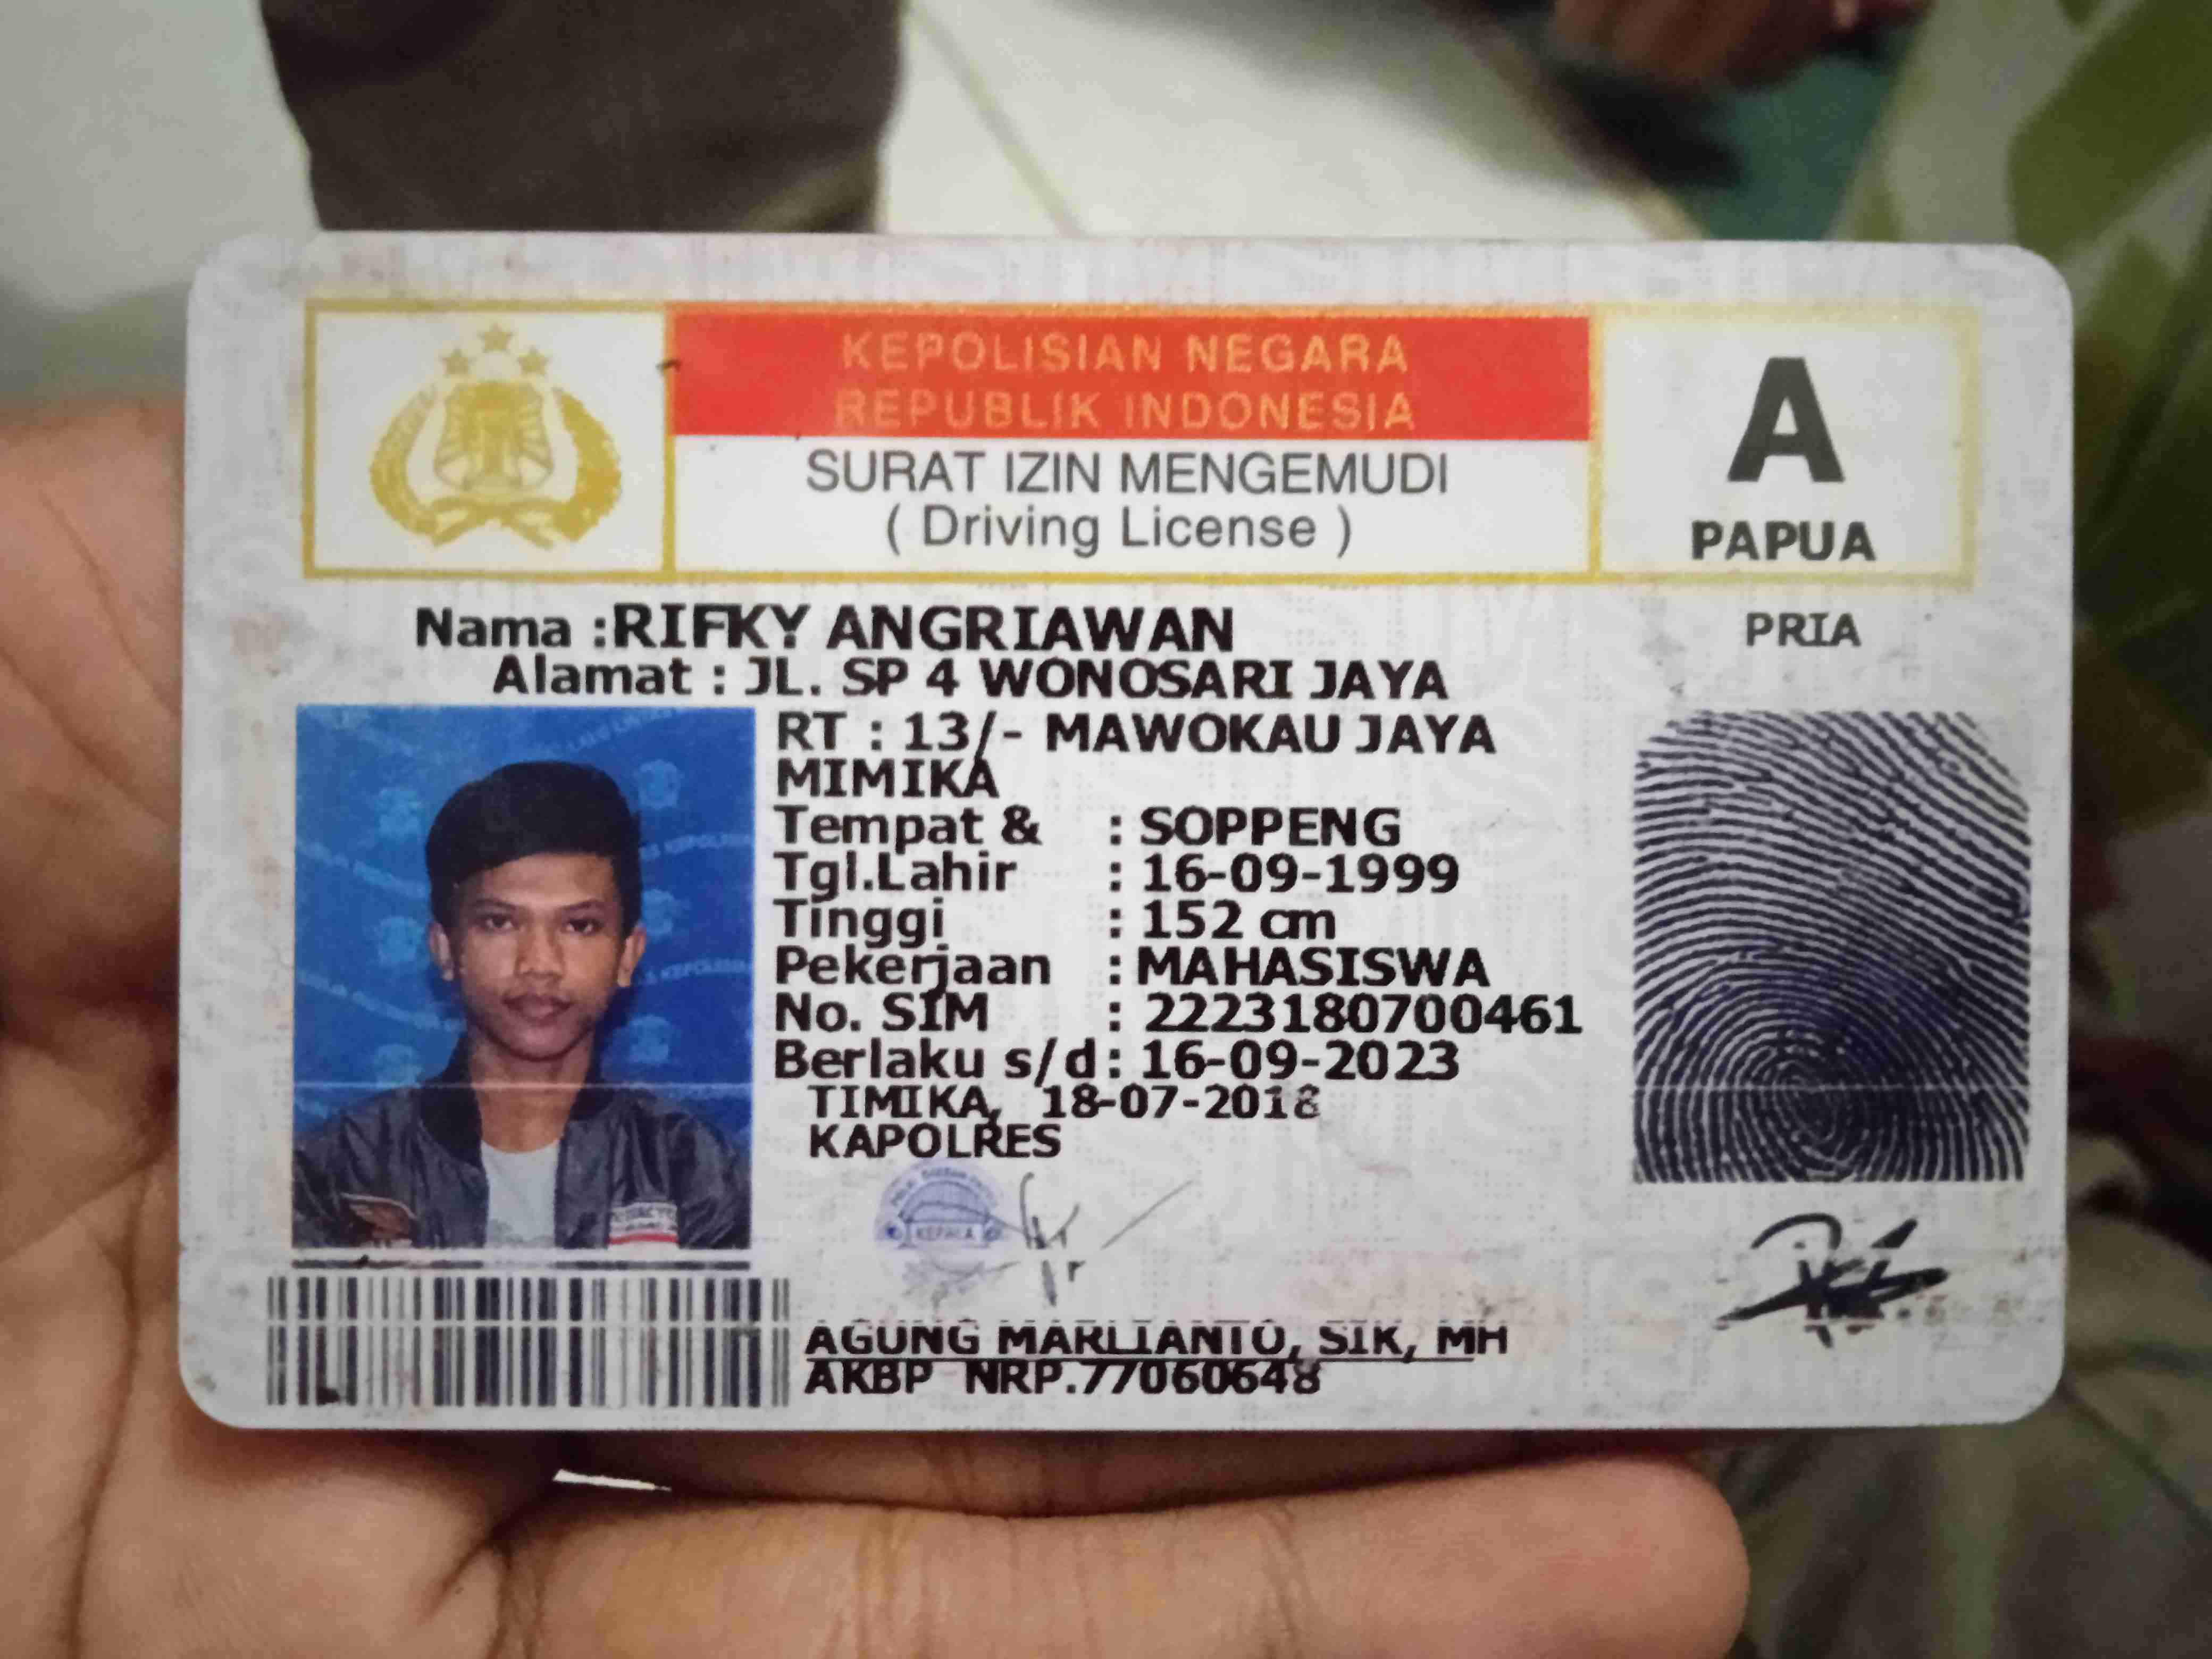 KEPOLISIAN NEGARA
REPUBLIK INDONESIA
SURAT IZIN MENGEMUDI
( Driving License )
A
PAPUA
PRIA
Nama :RIFKY ANGRIAWAN
Alamat : JL. SP 4 WONOSARI JAYA
RT : 13/- MAWOKAU JAYA
MIMIKA
Tempat & : SOPPENG
Tgl.Lahir : 16-09-1999
Tinggi : 152 cm
Pekerjaan : MAHASISWA
No. SIM : 2223180700461
Berlaku s/d : 16-09-2023
TIMIKA, 18-07-2018
KAPOLRES
KEPALA
AGUNG MARLIANTO, SIK, MH
AKBP NRP.77060648